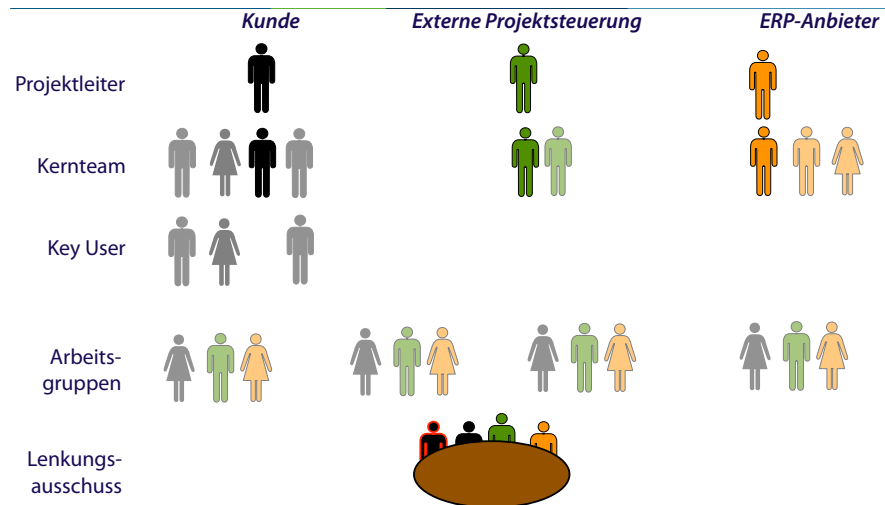 Kunde
Externe Projektsteuerung
ERP-Anbieter
Projektleiter
Kernteam
Key User
Arbeits-
gruppen
Lenkungs-
ausschuss